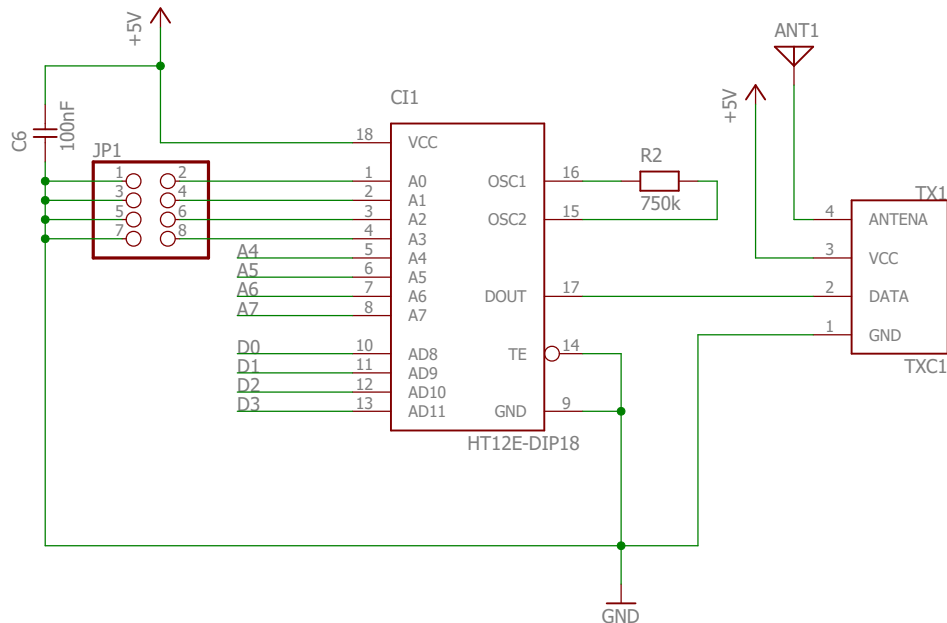 +5V
ANT1
C6
100nF
CI1
+5V
JP1
1 2
3 4
5 6
7 8
18 VCC
1 A0
2 A1
3 A2
4 A3
A4 5 A4
A5 6 A5
A6 7 A6
A7 8 A7
D0 10 AD8
D1 11 AD9
D2 12 AD10
D3 13 AD11
OSC1 16
OSC2 15
DOUT 17
TE 14
GND 9
HT12E-DIP18
R2
750k
TX1
4 ANTENA
3 VCC
2 DATA
1 GND
TXC1
GND